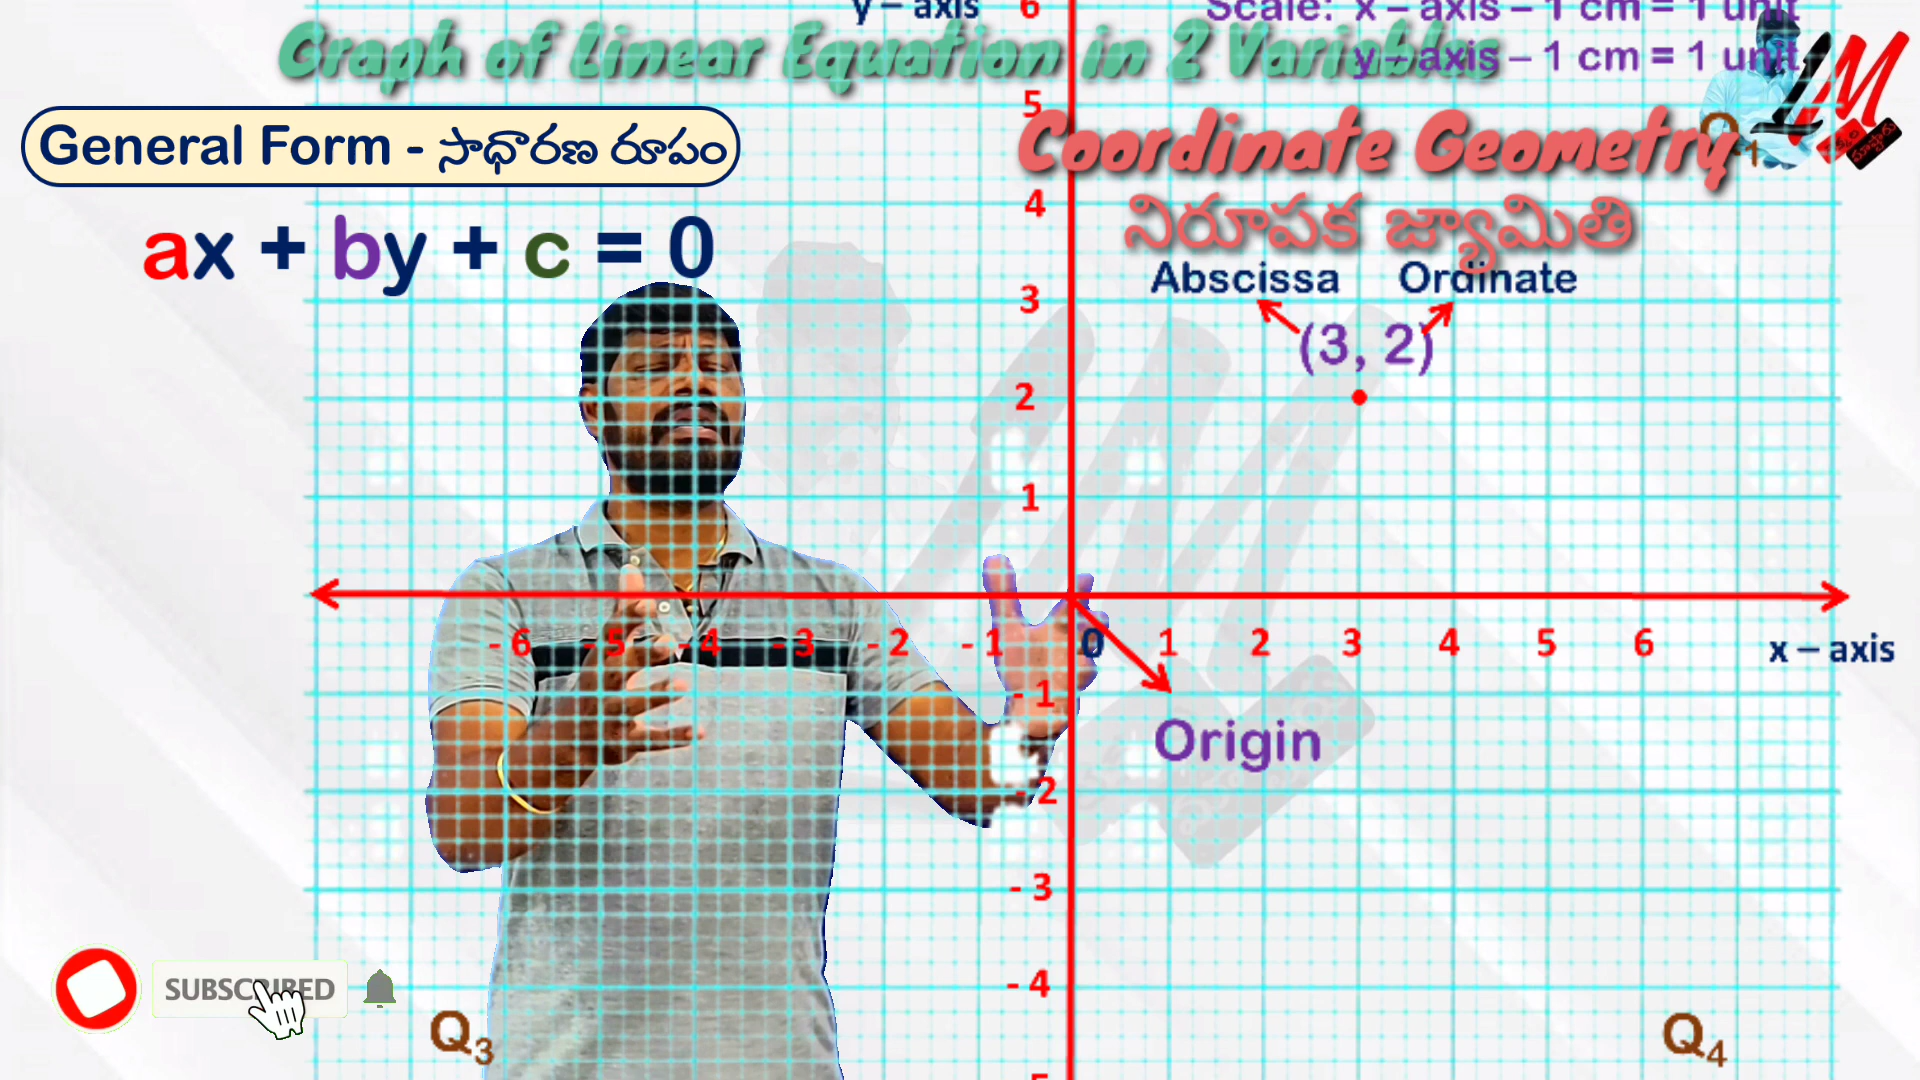 y – axis
Scale: x – axis – 1 cm = 1 unit
y – axis – 1 cm = 1 unit
Graph of Linear Equation in 2 Variables
General Form - సాధారణ రూపం
ax + by + c = 0
Coordinate Geometry
నిరూపక జ్యామితి
Q1
LM
Abscissa Ordinate
(3, 2)
6
5
4
3
2
1
- 6 - 5 - 4 - 3 - 2 - 1 0 1 2 3 4 5 6
x – axis
- 1
Origin
- 2
- 3
- 4
SUBSCRIBED
Q3
Q4